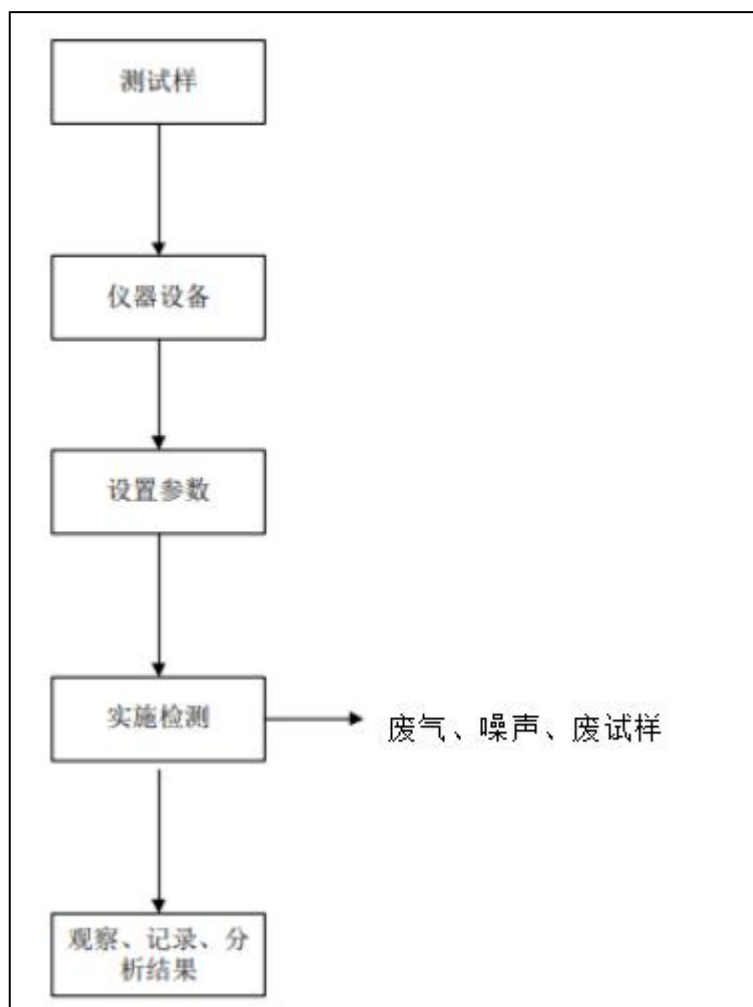 测试样
仪器设备
设置参数
实施检测
废气、噪声、废试样
观察、记录、分
析结果